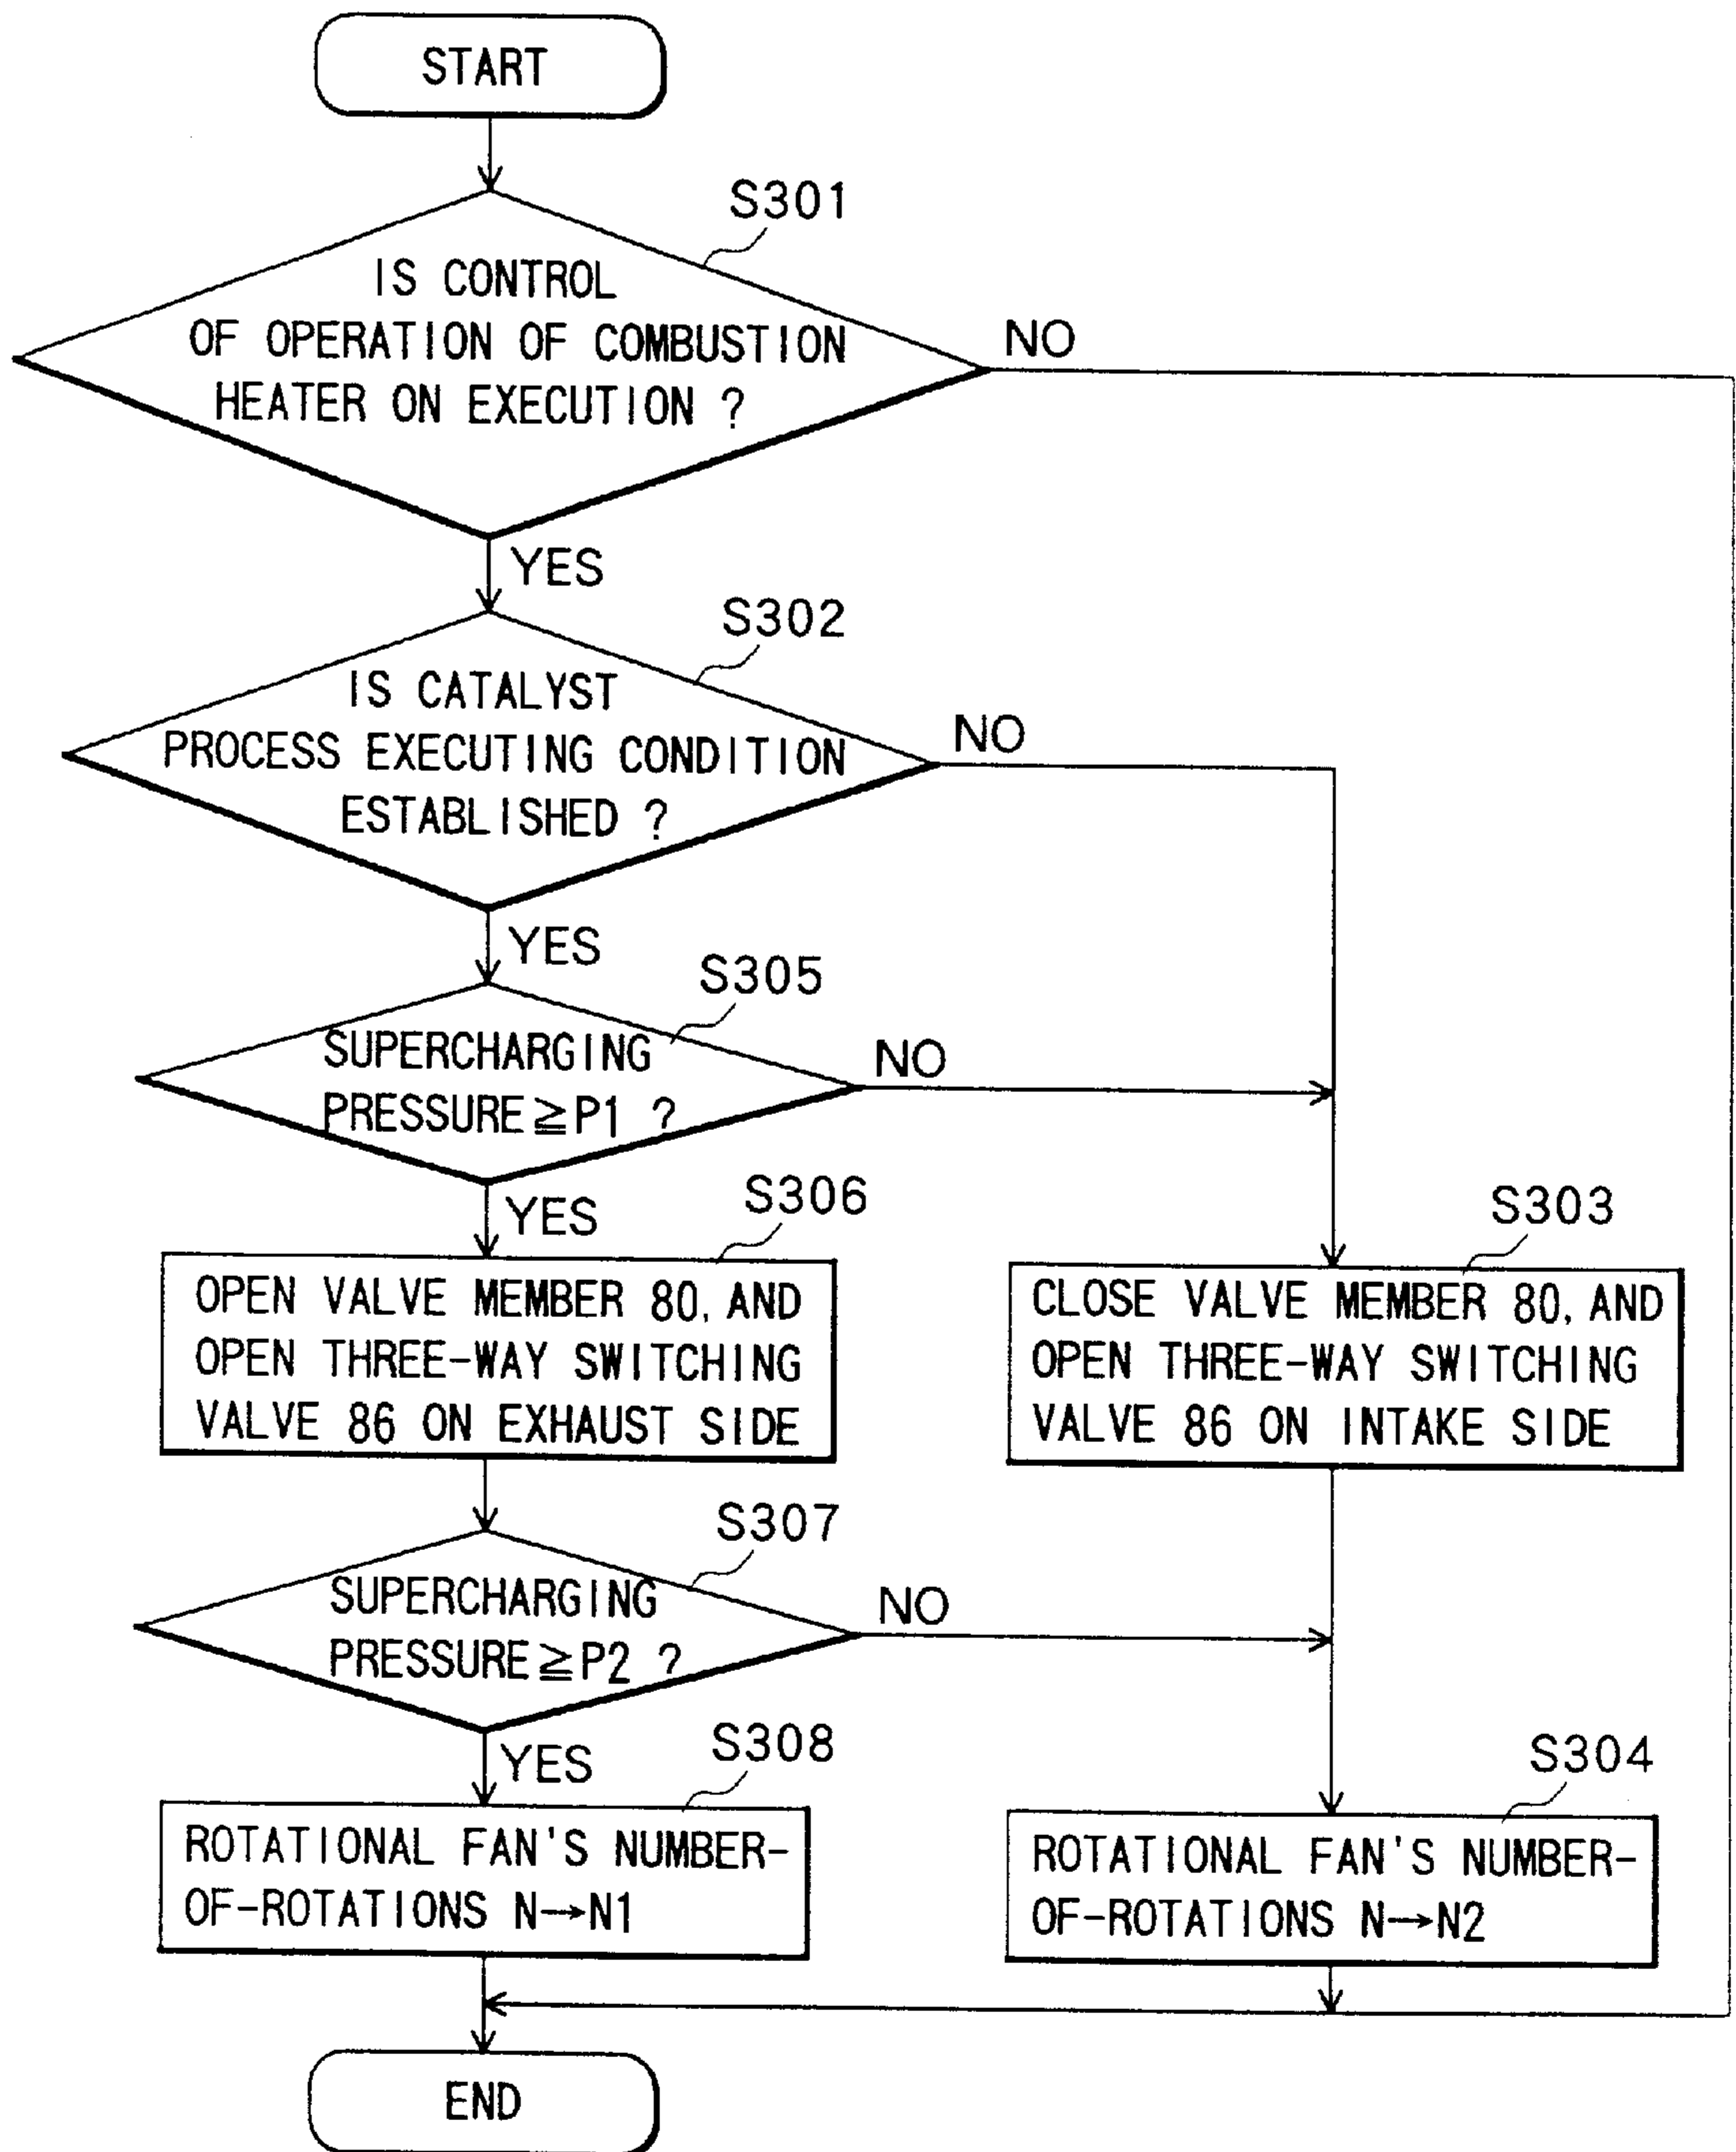 START
S301
IS CONTROL
OF OPERATION OF COMBUSTION
HEATER ON EXECUTION ?
NO
YES
S302
IS CATALYST
PROCESS EXECUTING CONDITION
ESTABLISHED ?
NO
YES
S305
SUPERCHARGING
PRESSURE≧P1 ?
NO
YES
S306
OPEN VALVE MEMBER 80, AND
OPEN THREE-WAY SWITCHING
VALVE 86 ON EXHAUST SIDE
S303
CLOSE VALVE MEMBER 80, AND
OPEN THREE-WAY SWITCHING
VALVE 86 ON INTAKE SIDE
S307
SUPERCHARGING
PRESSURE≧P2 ?
NO
YES
S308
ROTATIONAL FAN'S NUMBER-
OF-ROTATIONS N→N1
S304
ROTATIONAL FAN'S NUMBER-
OF-ROTATIONS N→N2
END